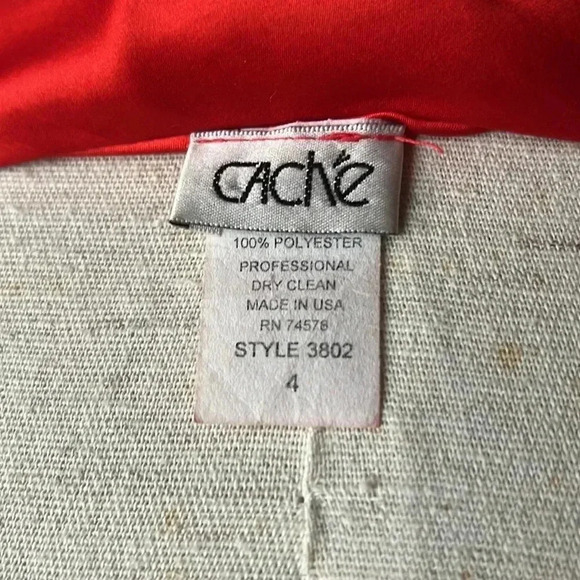 CAChé
100% POLYESTER
PROFESSIONAL
DRY CLEAN
MADE IN USA
RN 74578
STYLE 3802
4